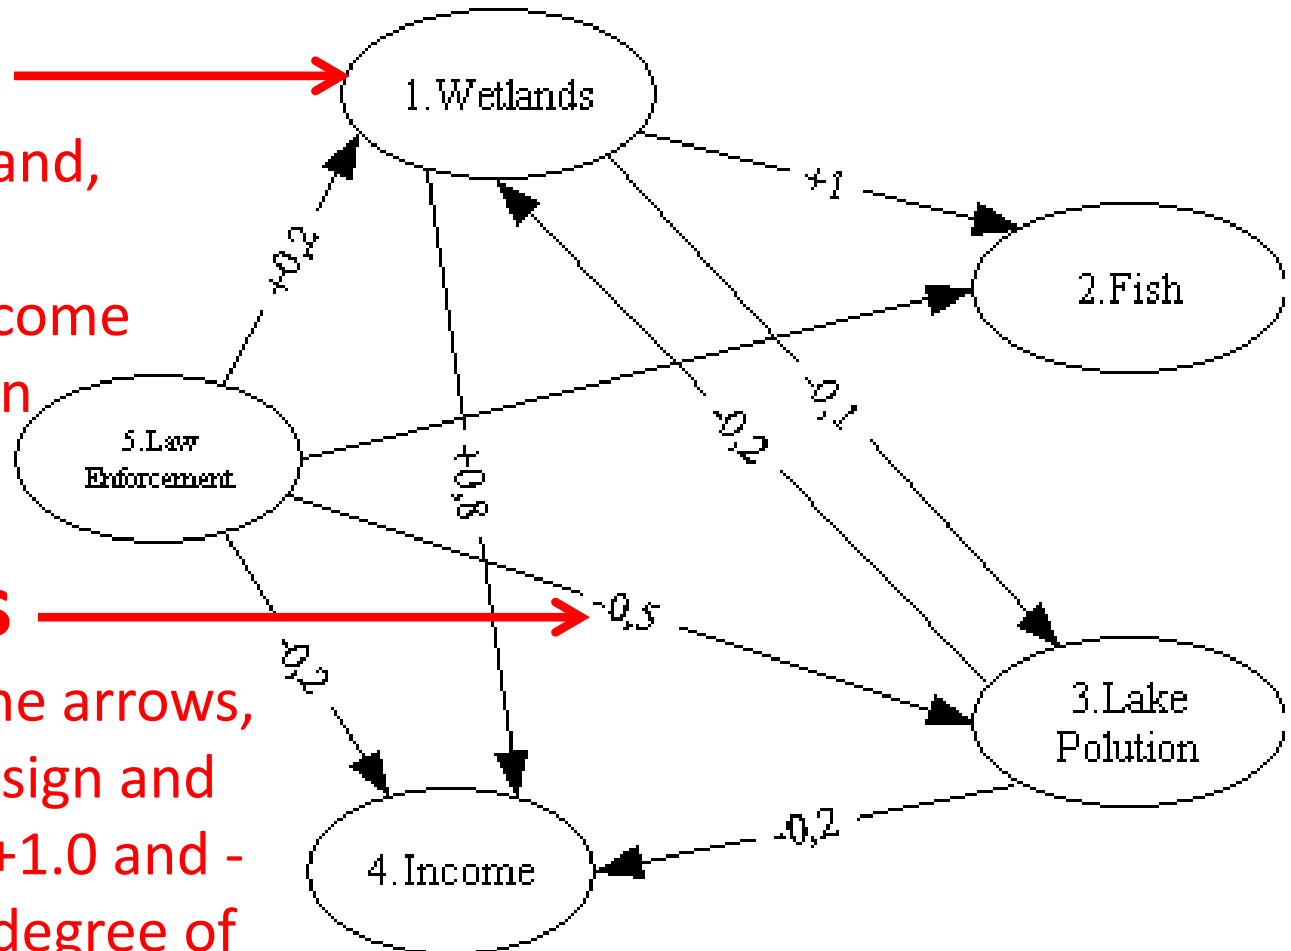 1.Wetlands
and,
+1
+0,2
2.Fish
come
n
-0,1
-0,2
5.Law
Enforcement
+0,8
s
-0,5
-0,2
ne arrows,
3.Lake
Polution
sign and
-0,2
+1.0 and -
4.Income
degree of